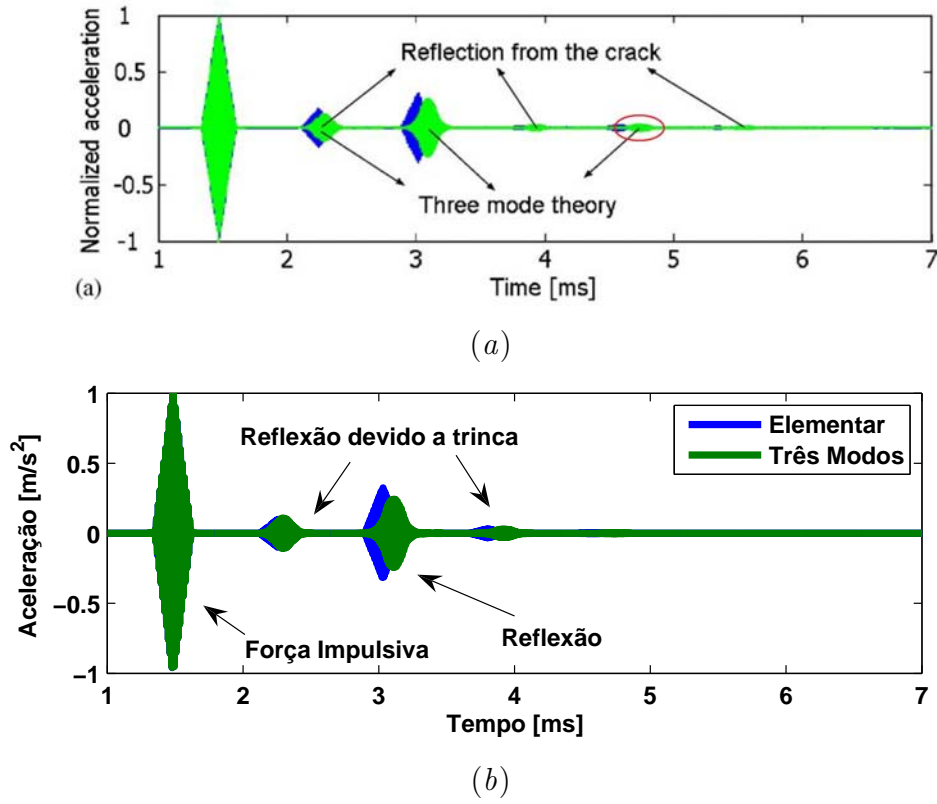 1
0.5
0
-0.5
-1
Normalized acceleration
Reflection from the crack
Three mode theory
1 2 3 4 5 6 7
Time [ms]
(a)
(a)
1
0.5
0
−0.5
−1
Aceleração [m/s²]
Reflexão devido a trinca
Elementar
Três Modos
Força Impulsiva
Reflexão
1 2 3 4 5 6 7
Tempo [ms]
(b)